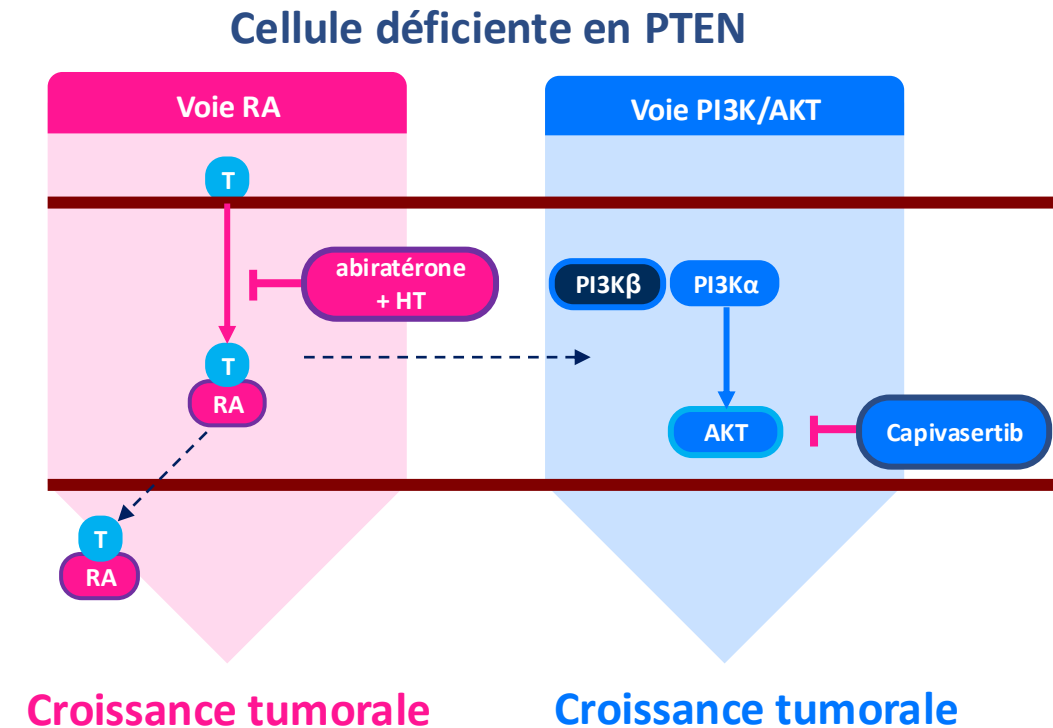 Cellule déficiente en PTEN
Voie RA
Voie PI3K/AKT
T
abiratérone
+ HT
PI3Kβ
PI3Kα
T
RA
AKT
Capivasertib
T
RA
Croissance tumorale
Croissance tumorale